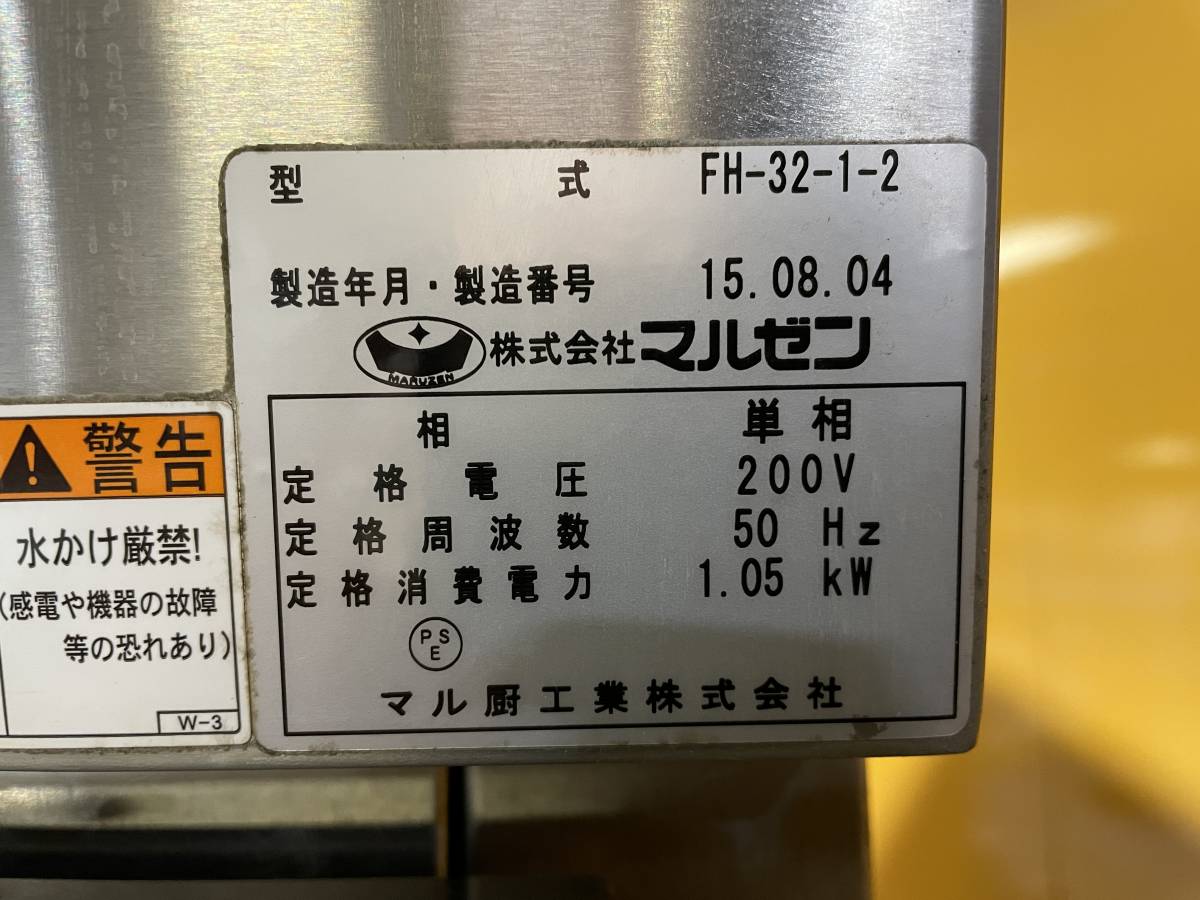 型 式 FH-32-1-2
製造年月・製造番号 15.08.04
MARUZEN 株式会社マルゼン
相 単相
定格電圧 200V
定格周波数 50 Hz
定格消費電力 1.05 kW
PSE
マル厨工業株式会社
警告
水かけ厳禁!
(感電や機器の故障
等の恐れあり)
W-3